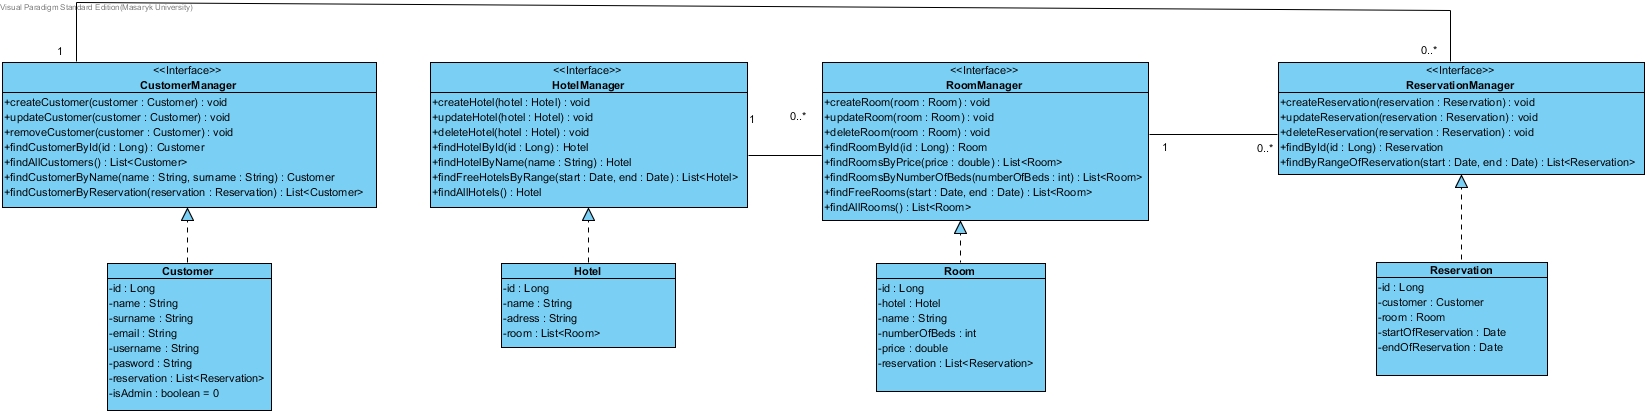 Visual Paradigm Standard Edition(Masaryk University)
1
0..*
<<Interface>>
CustomerManager
+createCustomer(customer : Customer) : void
+updateCustomer(customer : Customer) : void
+removeCustomer(customer : Customer) : void
+findCustomerById(id : Long) : Customer
+findAllCustomers() : List<Customer>
+findCustomerByName(name : String, surname : String) : Customer
+findCustomerByReservation(reservation : Reservation) : List<Customer>
<<Interface>>
HotelManager
+createHotel(hotel : Hotel) : void
+updateHotel(hotel : Hotel) : void
+deleteHotel(hotel : Hotel) : void
+findHotelById(id : Long) : Hotel
+findHotelByName(name : String) : Hotel
+findFreeHotelsByRange(start : Date, end : Date) : List<Hotel>
+findAllHotels() : Hotel
1
0..*
<<Interface>>
RoomManager
+createRoom(room : Room) : void
+updateRoom(room : Room) : void
+deleteRoom(room : Room) : void
+findRoomById(id : Long) : Room
+findRoomsByPrice(price : double) : List<Room>
+findRoomsByNumberOfBeds(numberOfBeds : int) : List<Room>
+findFreeRooms(start : Date, end : Date) : List<Room>
+findAllRooms() : List<Room>
1
0..*
<<Interface>>
ReservationManager
+createReservation(reservation : Reservation) : void
+updateReservation(reservation : Reservation) : void
+deleteReservation(reservation : Reservation) : void
+findById(id : Long) : Reservation
+findByRangeOfReservation(start : Date, end : Date) : List<Reservation>
Customer
-id : Long
-name : String
-surname : String
-email : String
-username : String
-pasword : String
-reservation : List<Reservation>
-isAdmin : boolean = 0
Hotel
-id : Long
-name : String
-adress : String
-room : List<Room>
Room
-id : Long
-hotel : Hotel
-name : String
-numberOfBeds : int
-price : double
-reservation : List<Reservation>
Reservation
-id : Long
-customer : Customer
-room : Room
-startOfReservation : Date
-endOfReservation : Date